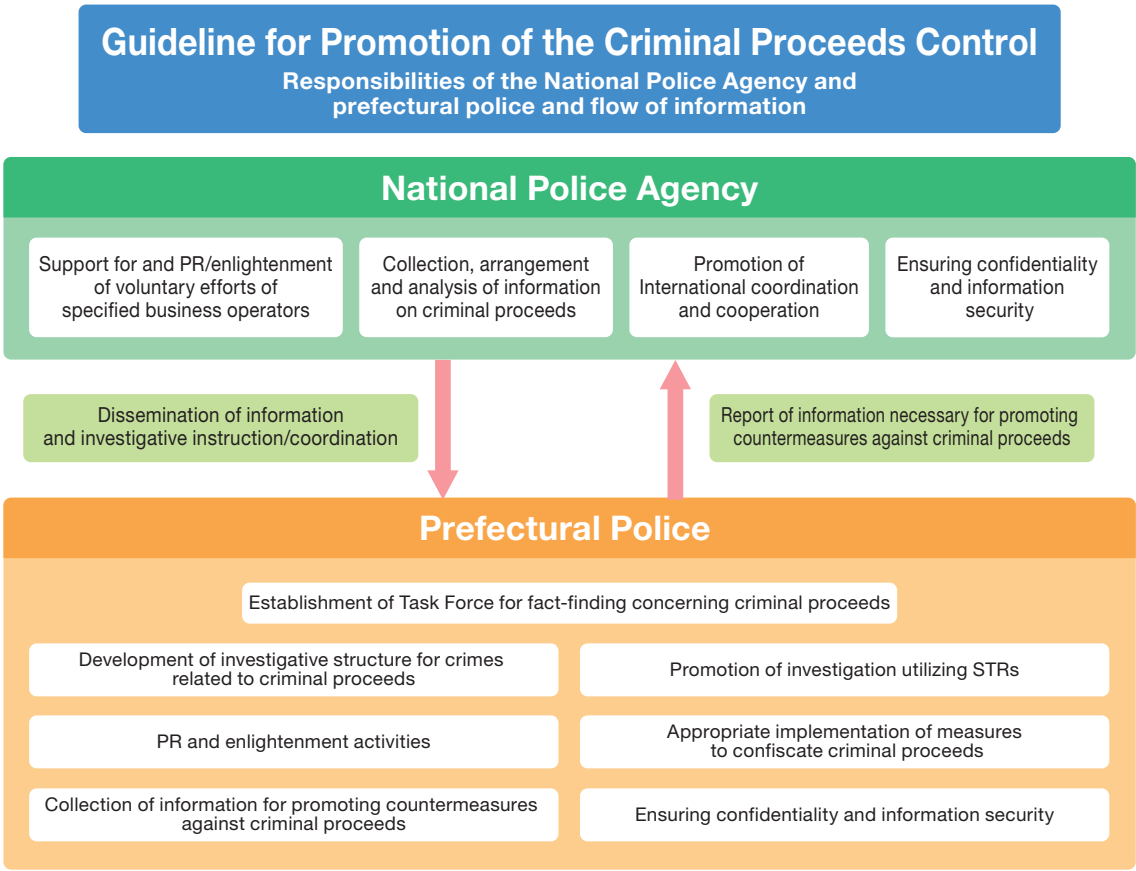 Guideline for Promotion of the Criminal Proceeds Control
Responsibilities of the National Police Agency and
prefectural police and flow of information
National Police Agency
Support for and PR/enlightenment
of voluntary efforts of
specified business operators
Collection, arrangement
and analysis of information
on criminal proceeds
Promotion of
International coordination
and cooperation
Ensuring confidentiality
and information
security
Dissemination of information
and investigative instruction/coordination
Report of information necessary for promoting
countermeasures against criminal proceeds
Prefectural Police
Establishment of Task Force for fact-finding concerning criminal proceeds
Development of investigative structure for crimes
related to criminal proceeds
Promotion of investigation utilizing STRs
PR and enlightenment activities
Appropriate implementation of measures
to confiscate criminal proceeds
Collection of information for promoting countermeasures
against criminal proceeds
Ensuring confidentiality and information security